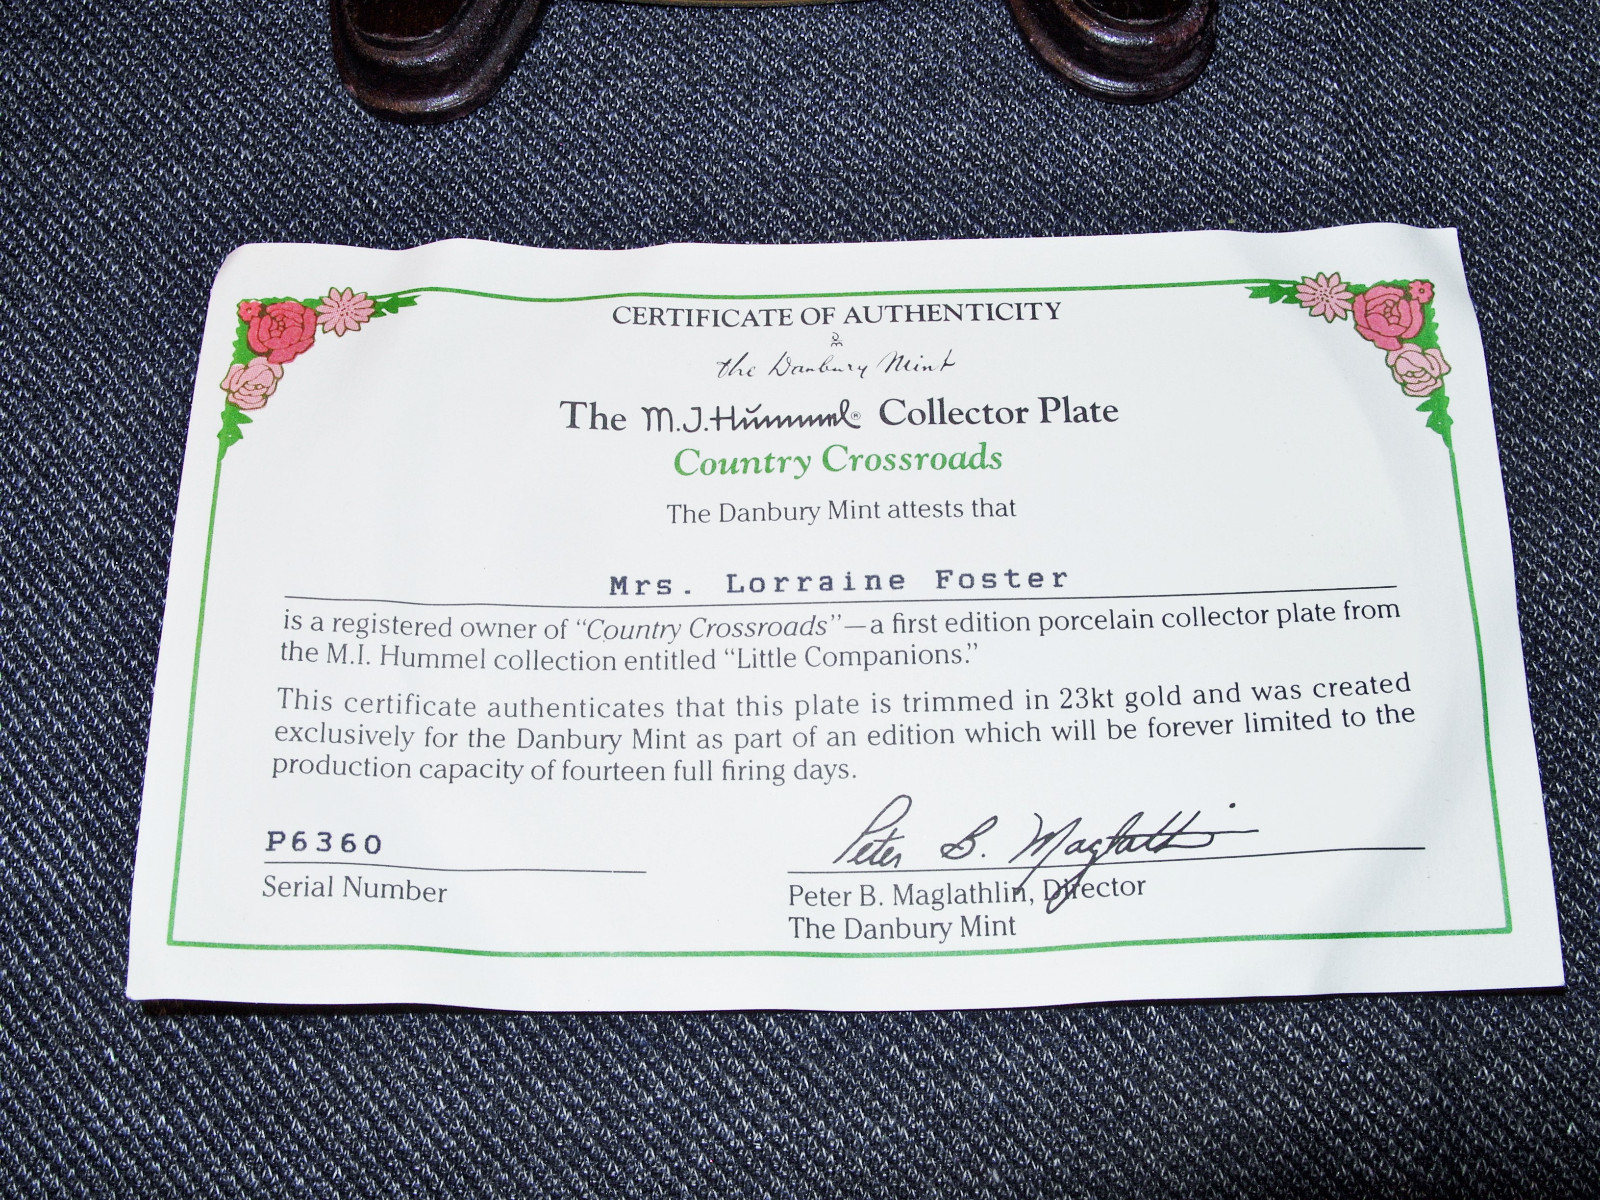 CERTIFICATE OF AUTHENTICITY
the Danbury Mint
The M.J. Hummel® Collector Plate
Country Crossroads
The Danbury Mint attests that
Mrs. Lorraine Foster
is a registered owner of “Country Crossroads”—a first edition porcelain collector plate from
the M.I. Hummel collection entitled “Little Companions.”
This certificate authenticates that this plate is trimmed in 23kt gold and was created
exclusively for the Danbury Mint as part of an edition which will be forever limited to the
production capacity of fourteen full firing days.
P6360
Serial Number
Peter B. Maglathlin
Peter B. Maglathlin, Director
The Danbury Mint